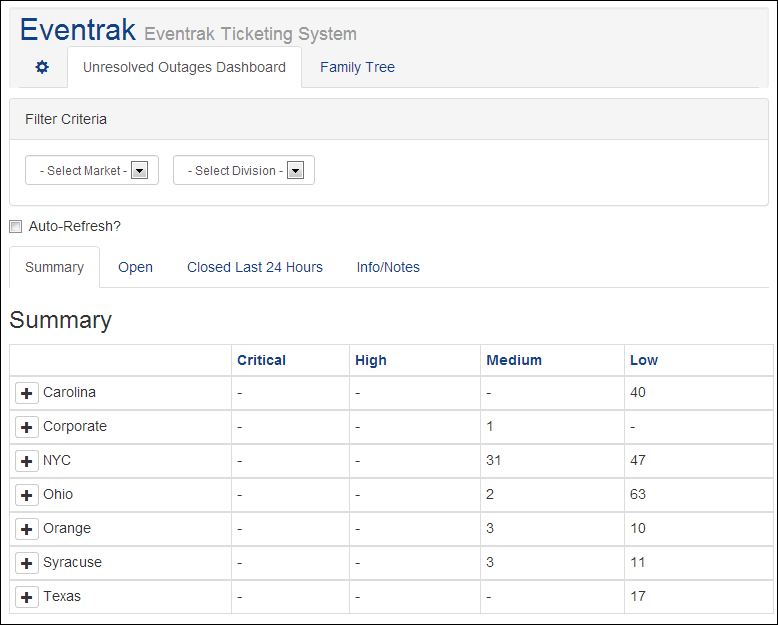 Eventrak Eventrak Ticketing System
Unresolved Outages Dashboard Family Tree
Filter Criteria
- Select Market - - Select Division -
Auto-Refresh?
Summary Open Closed Last 24 Hours Info/Notes
Summary
Critical High Medium Low
Carolina - - - 40
Corporate - - 1 -
NYC - - 31 47
Ohio - - 2 63
Orange - - 3 10
Syracuse - - 3 11
Texas - - - 17